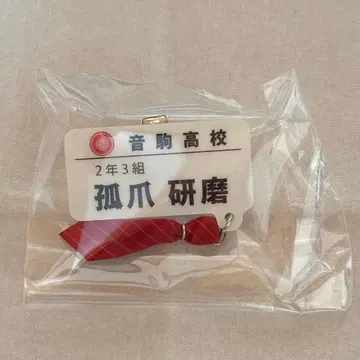 音駒高校
2年3組
孤爪 研磨